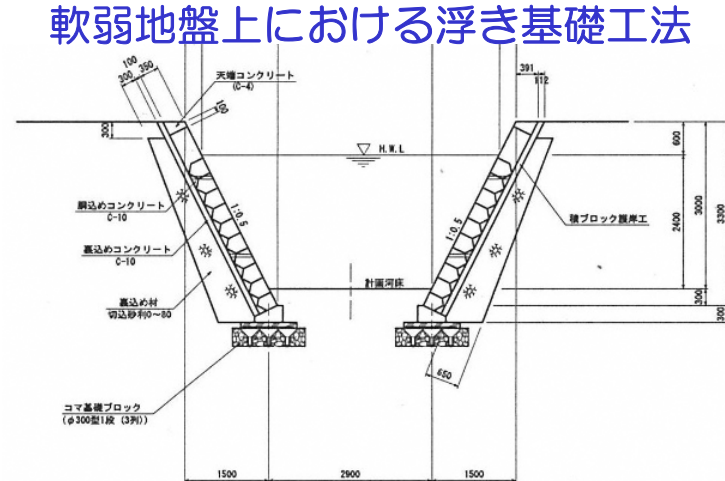 軟弱地盤上における浮き基礎工法
100
300
350
天端コンクリート
(C-4)
100
391
112
300
H.W.L
600
胴込めコンクリート
C-10
1:0.5
1:0.5
積ブロック護岸工
2400
3000
3300
裏込めコンクリート
C-10
計画河床
裏込め材
切込砂利0~80
300
300
650
コマ基礎ブロック
(φ300型1段 (3列))
1500
2900
1500